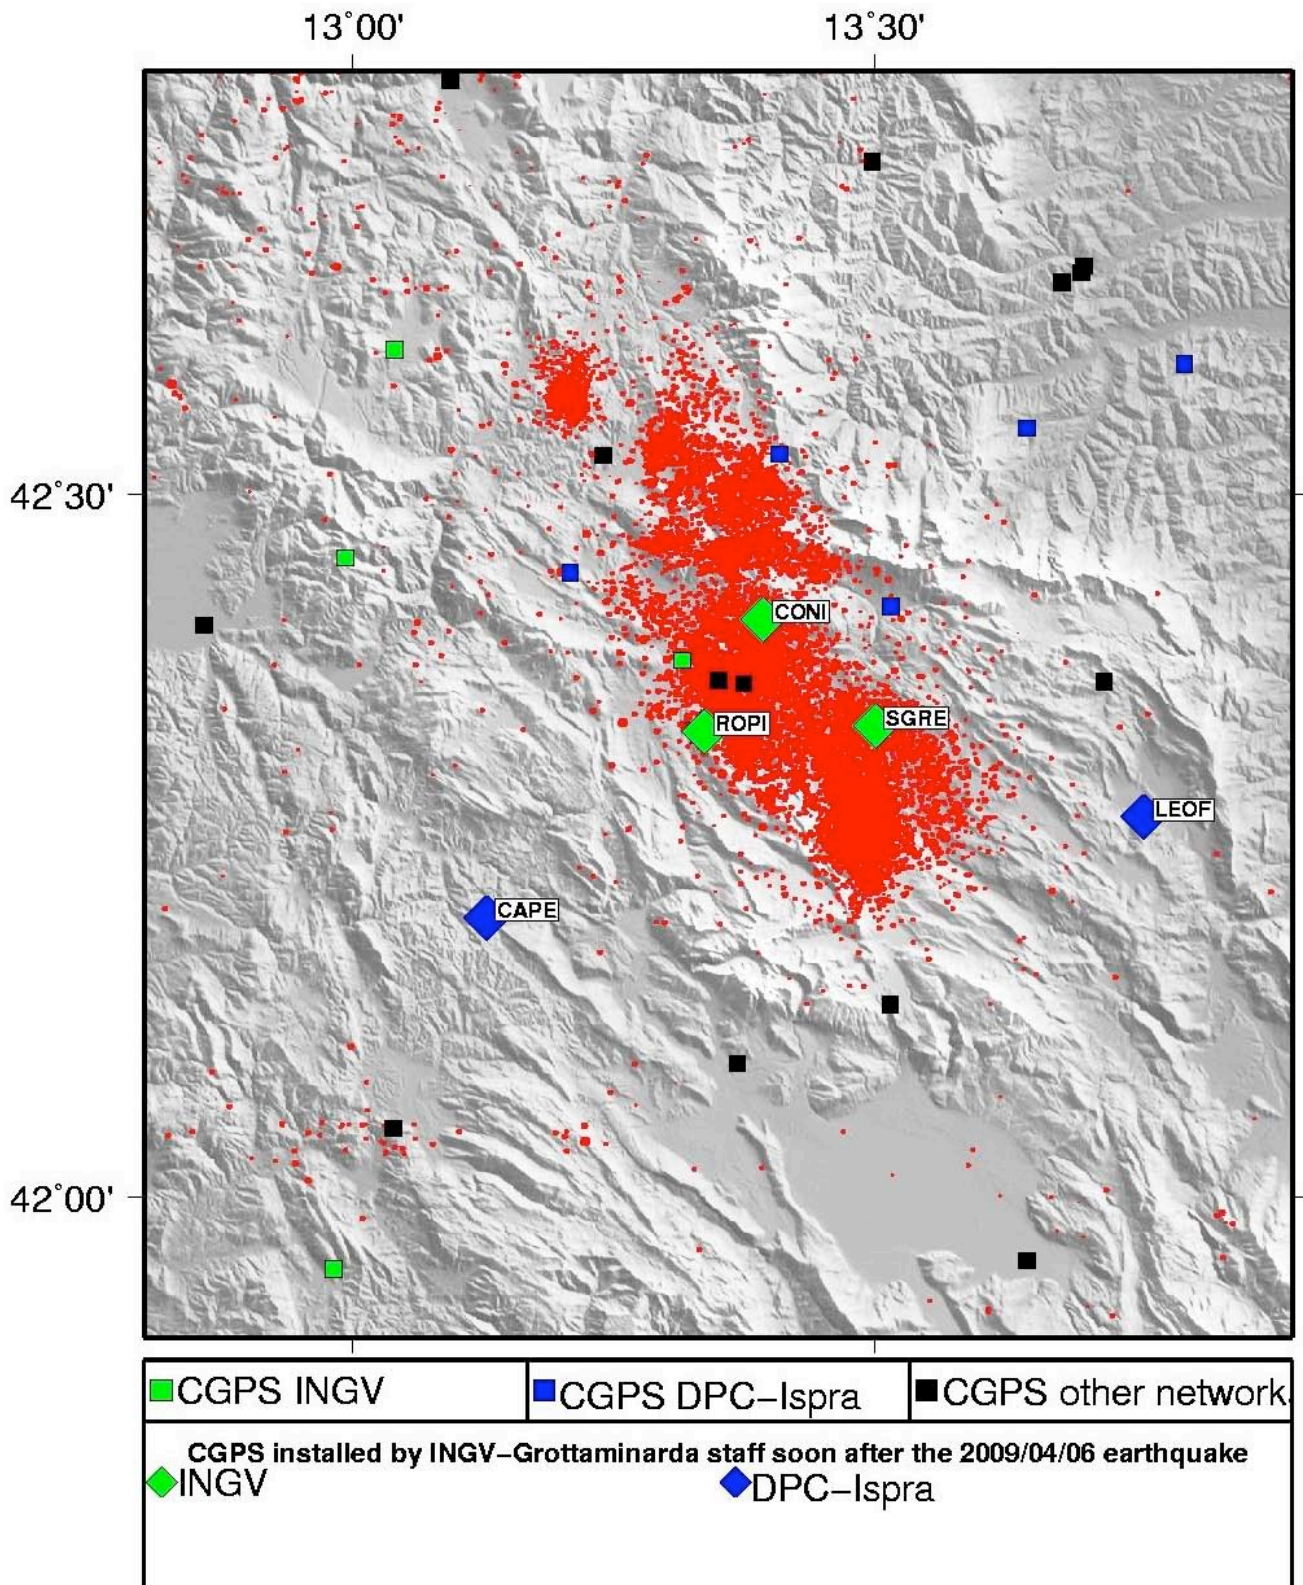 13°00' 13°30'
42°30'
CONI
ROPI SGRE
LEOF
CAPE
42°00'
CGPS INGV CGPS DPC-Ispra CGPS other network
CGPS installed by INGV-Grottaminarda staff soon after the 2009/04/06 earthquake
INGV DPC-Ispra